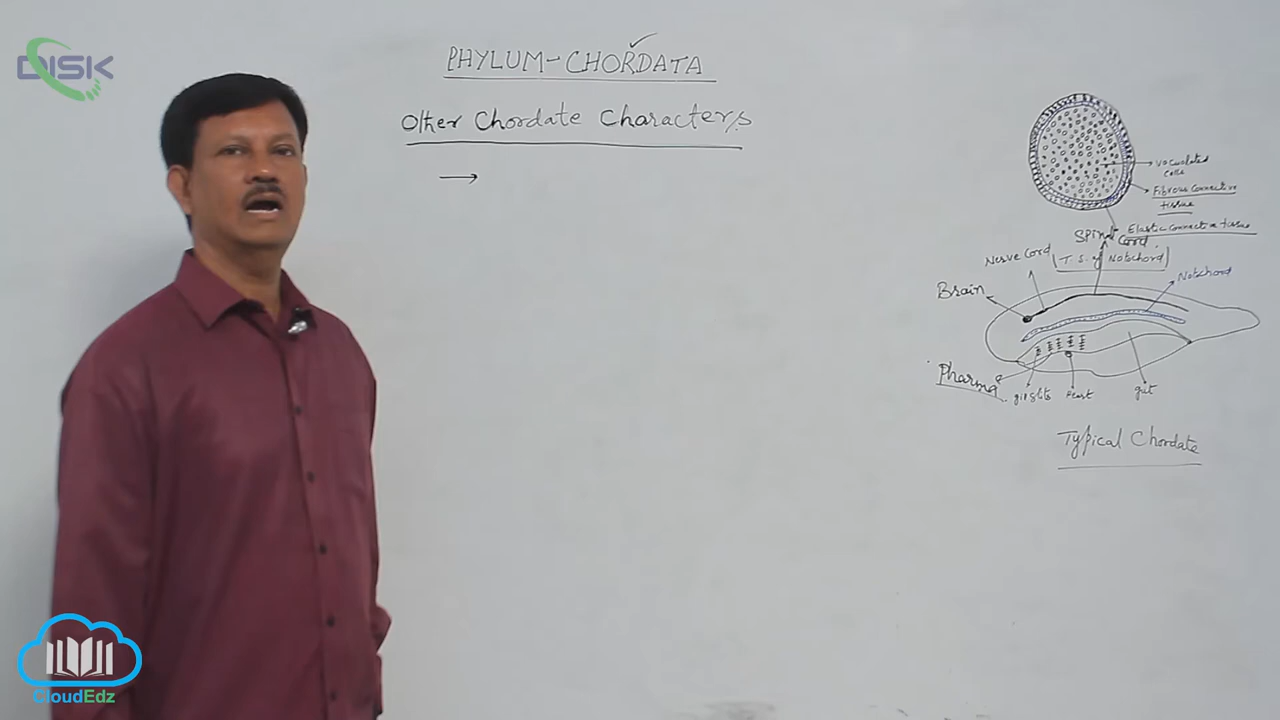 DISK
PHYLUM-CHORDATA
Other Chordate Characters
→
vacuolated cells
Fibrous Connective
tissue
Elastic Connective tissue
Spinal Cord
(T.S. of Notochord)
Nerve Cord
Notochord
Brain
gill slits
Heart
gut
Typical Chordate
CloudEdz